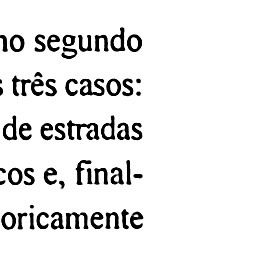 no segundo
s três casos:
de estradas
cos e, final-
oricamente